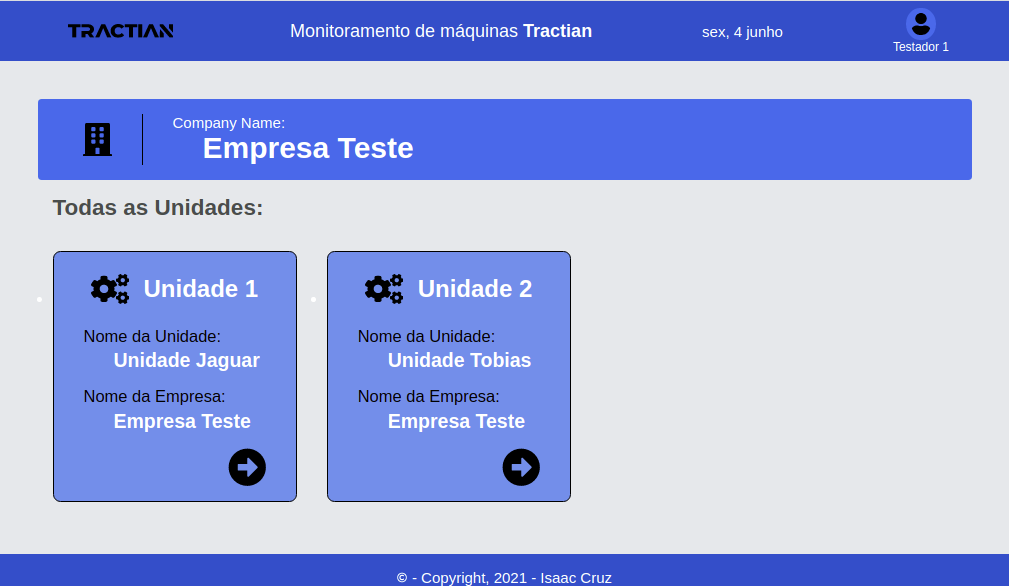 TRACTIAN
Monitoramento de máquinas Tractian
sex, 4 junho
Testador 1
Company Name:
Empresa Teste
Todas as Unidades:
Unidade 1
Nome da Unidade:
Unidade Jaguar
Nome da Empresa:
Empresa Teste
Unidade 2
Nome da Unidade:
Unidade Tobias
Nome da Empresa:
Empresa Teste
© - Copyright, 2021 - Isaac Cruz